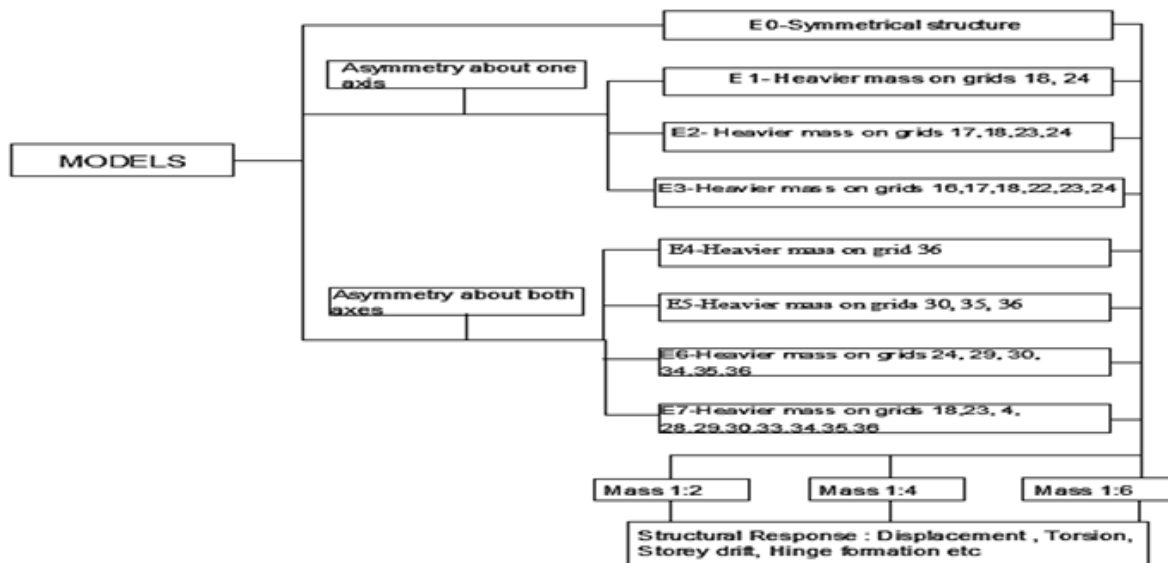 E0-Symmetrical structure
Asymmetry about one
axis
E 1- Heavier mass on grids 18, 24
E2- Heavier mass on grids 17,18,23,24
MODELS
E3-Heavier mass on grids 16,17,18,22,23,24
E4-Heavier mass on grid 36
Asymmetry about both
axes
E5-Heavier mass on grids 30, 35, 36
E6-Heavier mass on grids 24, 29, 30,
34,35,36
E7-Heavier mass on grids 18,23, 4,
28,29,30,33,34,35,36
Mass 1:2
Mass 1:4
Mass 1:6
Structural Response : Displacement , Torsion,
Storey drift, Hinge formation etc